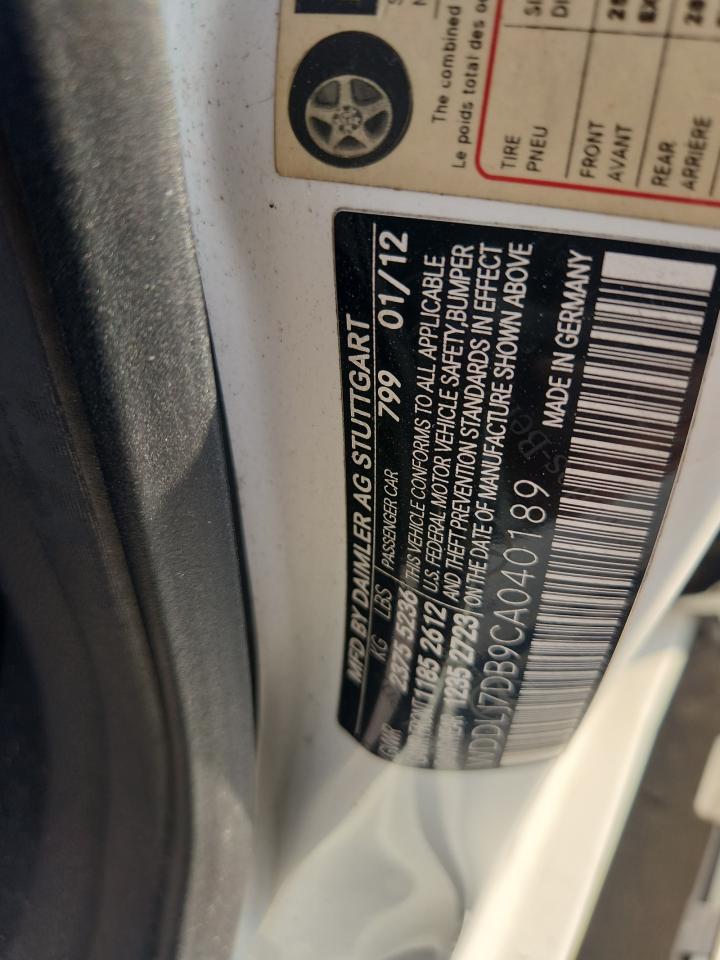 The combined
Le poids total des oc
TIRE
PNEU
FRONT
AVANT
REAR
ARRIERE
MFD BY DAIMLER AG STUTTGART
KG LBS PASSENGER CAR 799 01/12
GVWR 2375 5236 THIS VEHICLE CONFORMS TO ALL APPLICABLE
1185 2612 U.S. FEDERAL MOTOR VEHICLE SAFETY,BUMPER
1235 2723 AND THEFT PREVENTION STANDARDS IN EFFECT
ON THE DATE OF MANUFACTURE SHOWN ABOVE
WDDLJ7DB9CA040189 MADE IN GERMANY